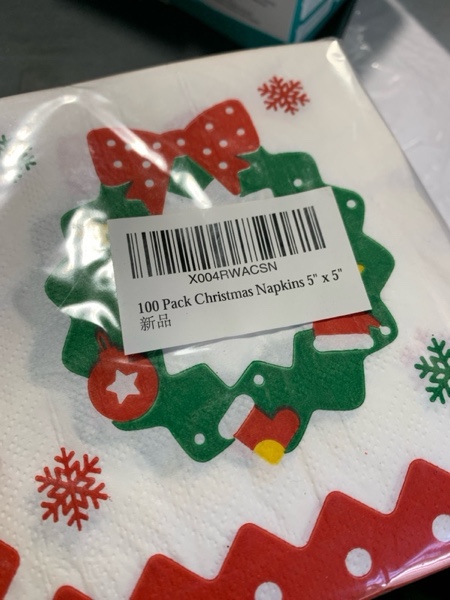 X004RWACSN
100 Pack Christmas Napkins 5" x 5"
新品